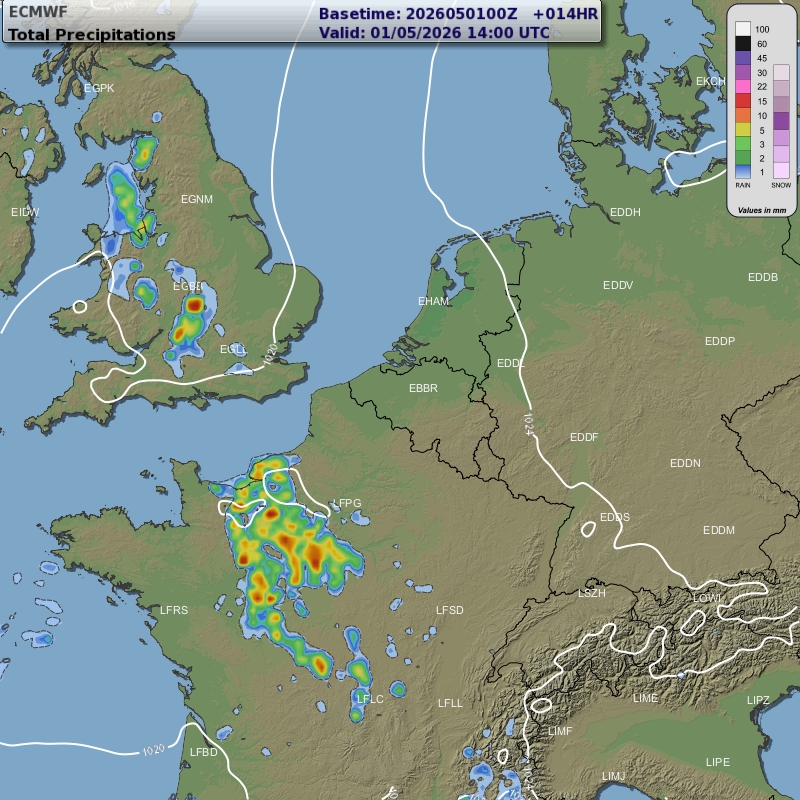 ECMWF
Basetime: 2026050100Z +014HR
Total Precipitations
Valid: 01/05/2026 14:00 UTC
100
60
45
30
22
15
10
5
3
2
1
RAIN
SNOW
Values in mm
EGPK
EKCH
EIDW
EGNM
EDDH
EGBB
EHAM
EDDV
EDDB
EGLL
1020
EDDL
EDDP
EBBR
1024
EDDF
EDDN
LFPG
EDDS
EDDM
LFRS
LFSD
LSZH
LOWI
LFLC
LFLL
LIME
LIPZ
LIMF
1020
LFBD
LIPE
LIMJ
1024